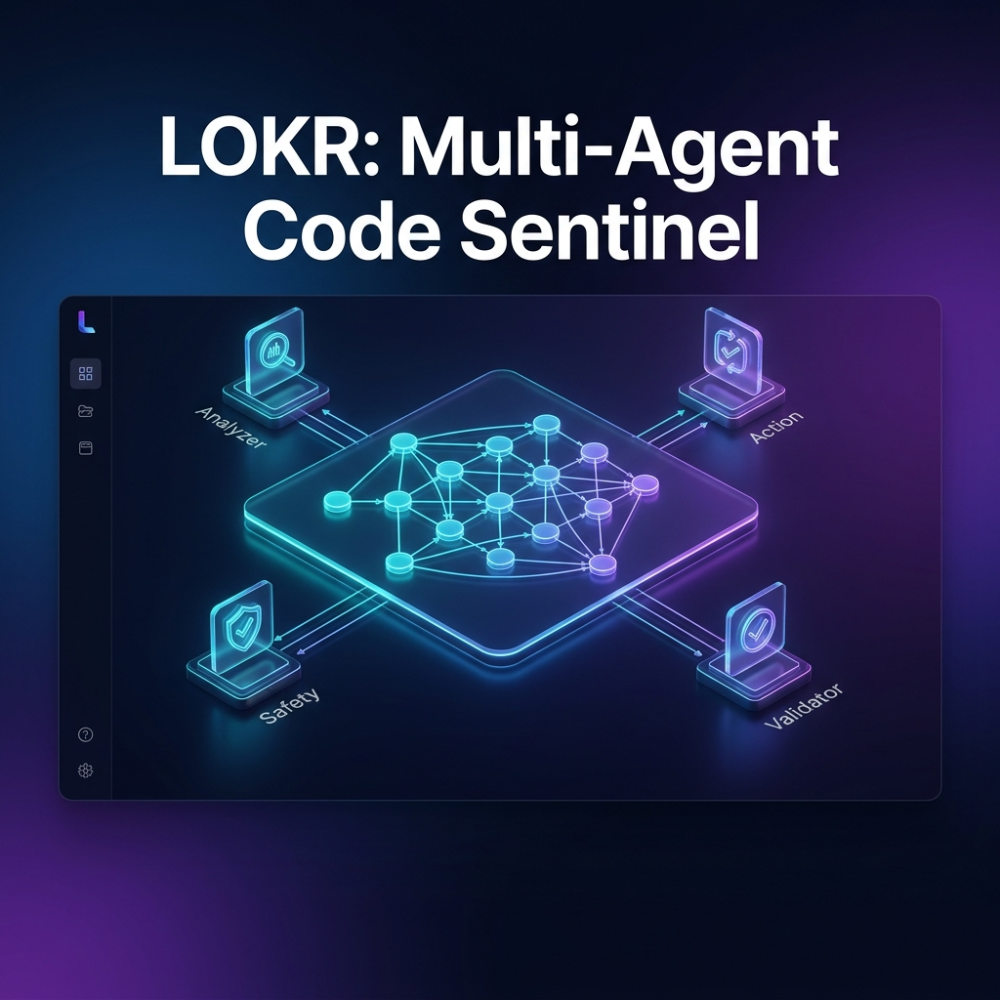 LOKR: Multi-Agent
Code Sentinel
Analyzer
Action
Safety
Validator